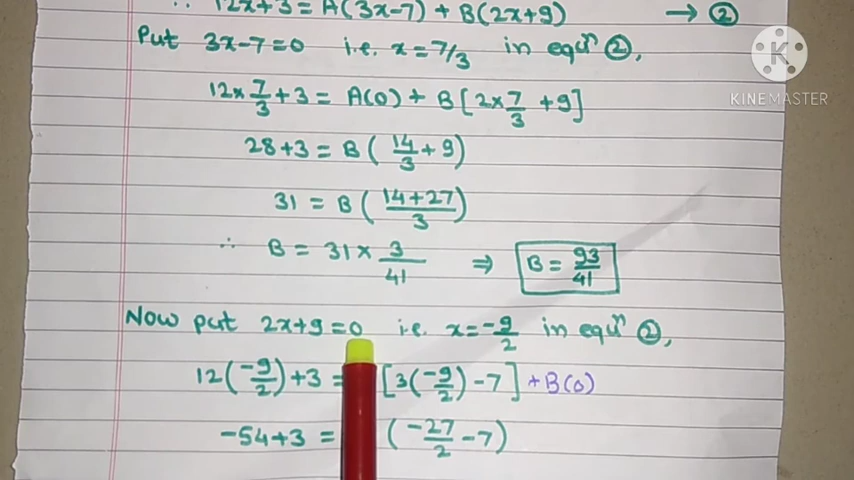 ∴ 12x+3 = A(3x-7) + B(2x+9) → ②
Put 3x-7=0 i.e. x=7/3 in equⁿ ②,
12×7/3+3 = A(0) + B[2×7/3 +9]
28+3 = B(14/3+9)
31 = B(14+27/3)
∴ B = 31×3/41 ⇒ B = 93/41
Now put 2x+9=0 i.e. x=-9/2 in equⁿ ②,
12(-9/2)+3 = [3(-9/2)-7] +B(0)
-54+3 = (-27/2-7)
KINEMASTER